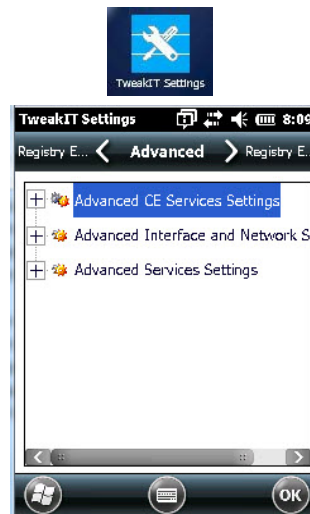 TweakIT Settings
TweakIT Settings 8:09
Registry E... Advanced Registry E..
Advanced CE Services Settings
Advanced Interface and Network S
Advanced Services Settings
OK